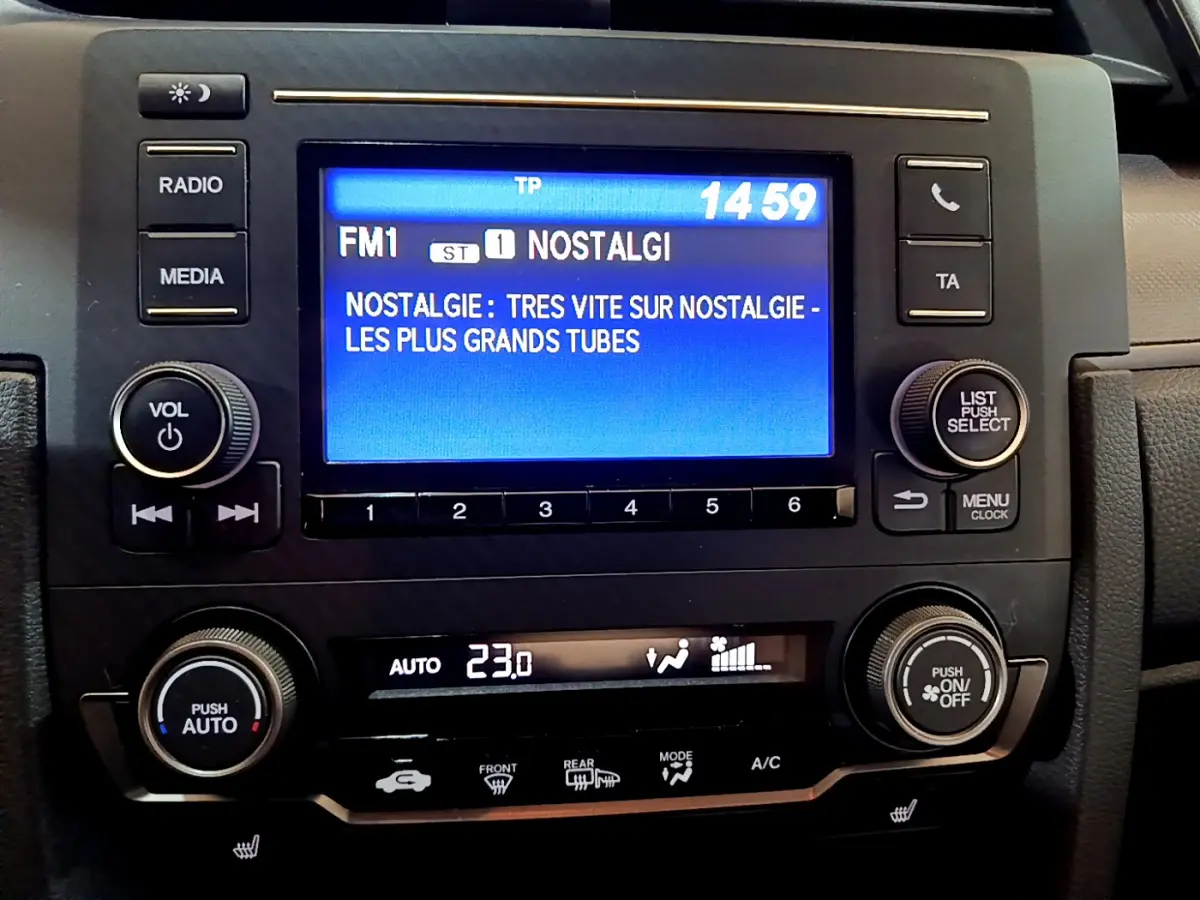 RADIO
MEDIA
VOL
TP
14 59
FM1 ST 1 NOSTALGI
NOSTALGIE : TRES VITE SUR NOSTALGIE -
LES PLUS GRANDS TUBES
TA
LIST
PUSH
SELECT
MENU
CLOCK
1 2 3 4 5 6
AUTO 23.0
PUSH
AUTO
PUSH
ON/
OFF
FRONT
REAR
MODE
A/C